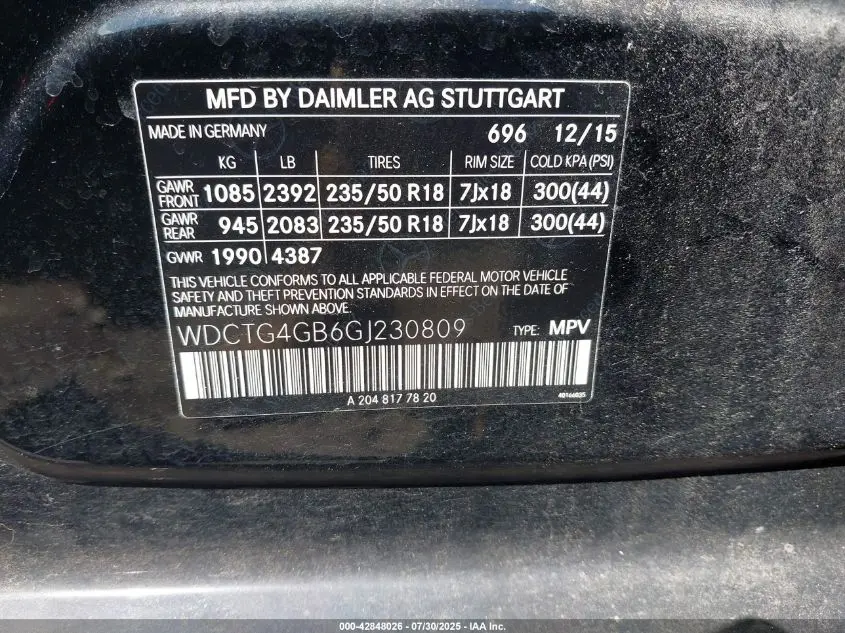 MFD BY DAIMLER AG STUTTGART
MADE IN GERMANY 696 12/15
KG LB TIRES RIM SIZE COLD KPA (PSI)
GAWR FRONT 1085 2392 235/50 R18 7Jx18 300(44)
GAWR REAR 945 2083 235/50 R18 7Jx18 300(44)
GVWR 1990 4387
THIS VEHICLE CONFORMS TO ALL APPLICABLE FEDERAL MOTOR VEHICLE
SAFETY AND THEFT PREVENTION STANDARDS IN EFFECT ON THE DATE OF
MANUFACTURE SHOWN ABOVE.
WDCTG4GB6GJ230809 TYPE: MPV
A 204 817 78 20 40166035
000-42848026 - 07/30/2025 - IAA Inc.